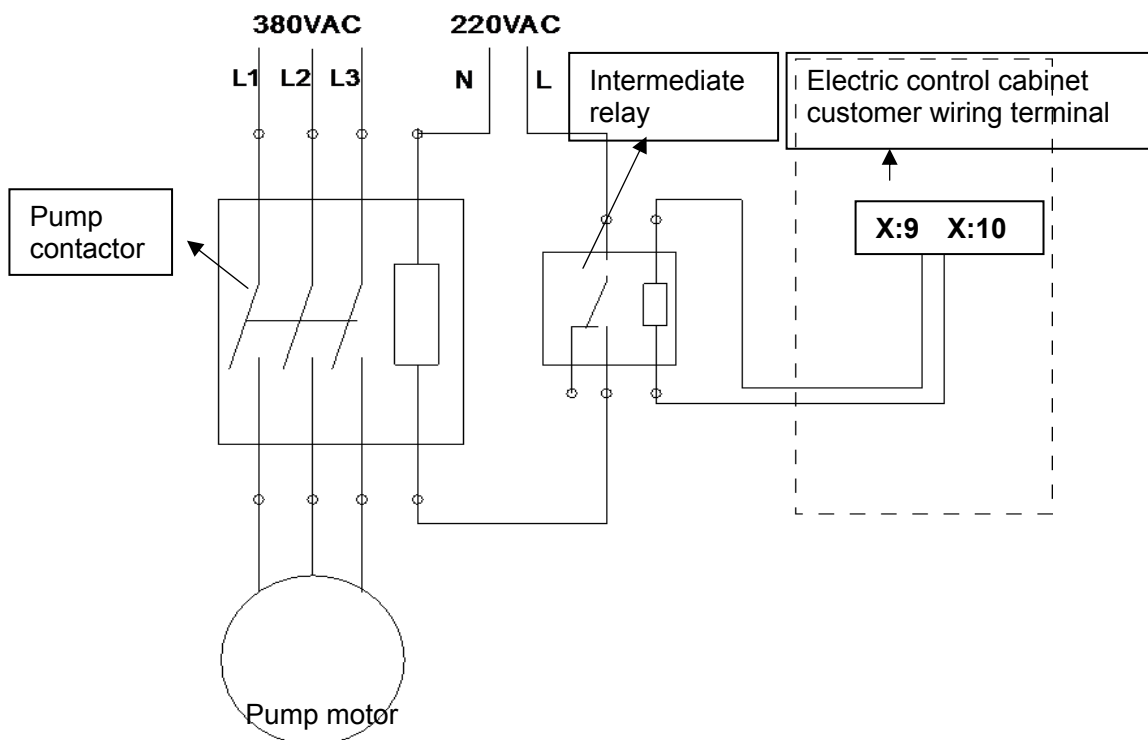 380VAC 220VAC
L1 L2 L3 N L
Intermediate
relay
Electric control cabinet
customer wiring terminal
Pump
contactor
X:9 X:10
Pump motor